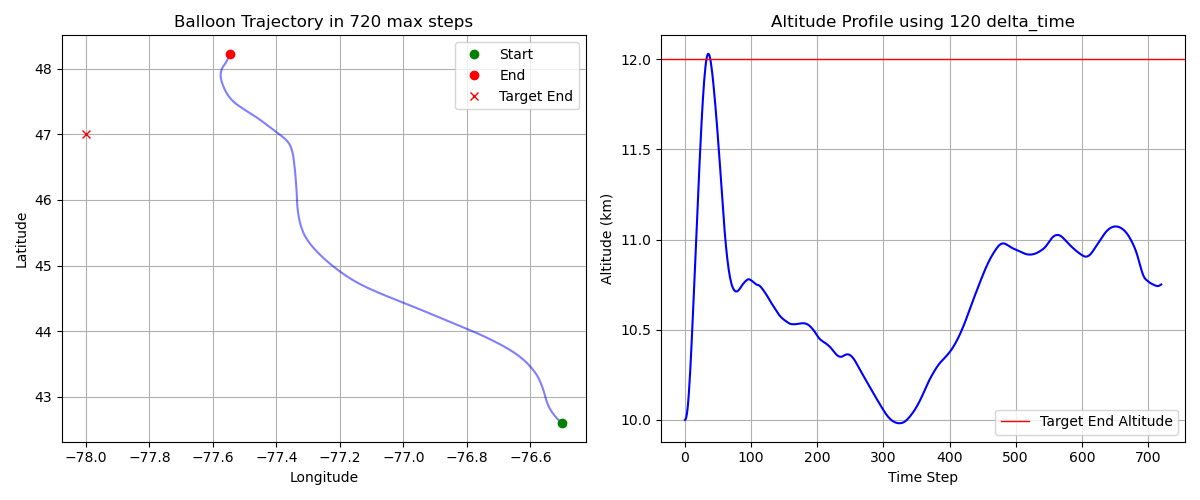 Balloon Trajectory in 720 max steps
Start
End
Target End
48
47
46
45
44
43
Latitude
−78.0
−77.8
−77.6
−77.4
−77.2
−77.0
−76.8
−76.6
Longitude
Altitude Profile using 120 delta_time
12.0
11.5
11.0
10.5
10.0
Altitude (km)
Target End Altitude
0
100
200
300
400
500
600
700
Time Step